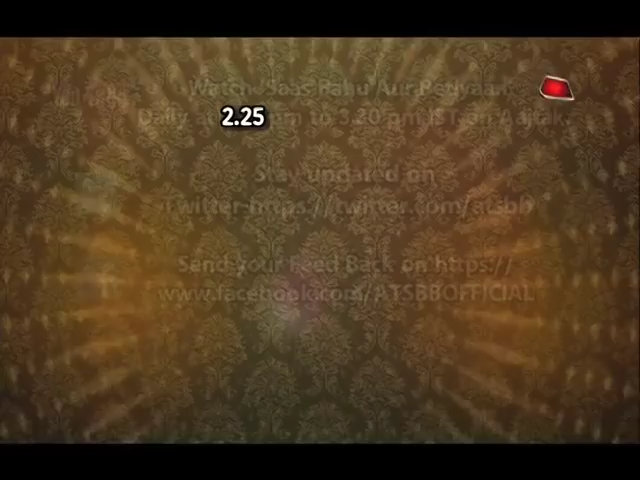 Watch Saas Bahu Aur Betiyaan
Daily at pm to 3.20 pm IST on Aajtak.
2.25
Stay updated on
Twitter-https://twitter.com/atsbb
Send your Feed Back on https://
www.facebook.com/ATSBBOFFICIAL